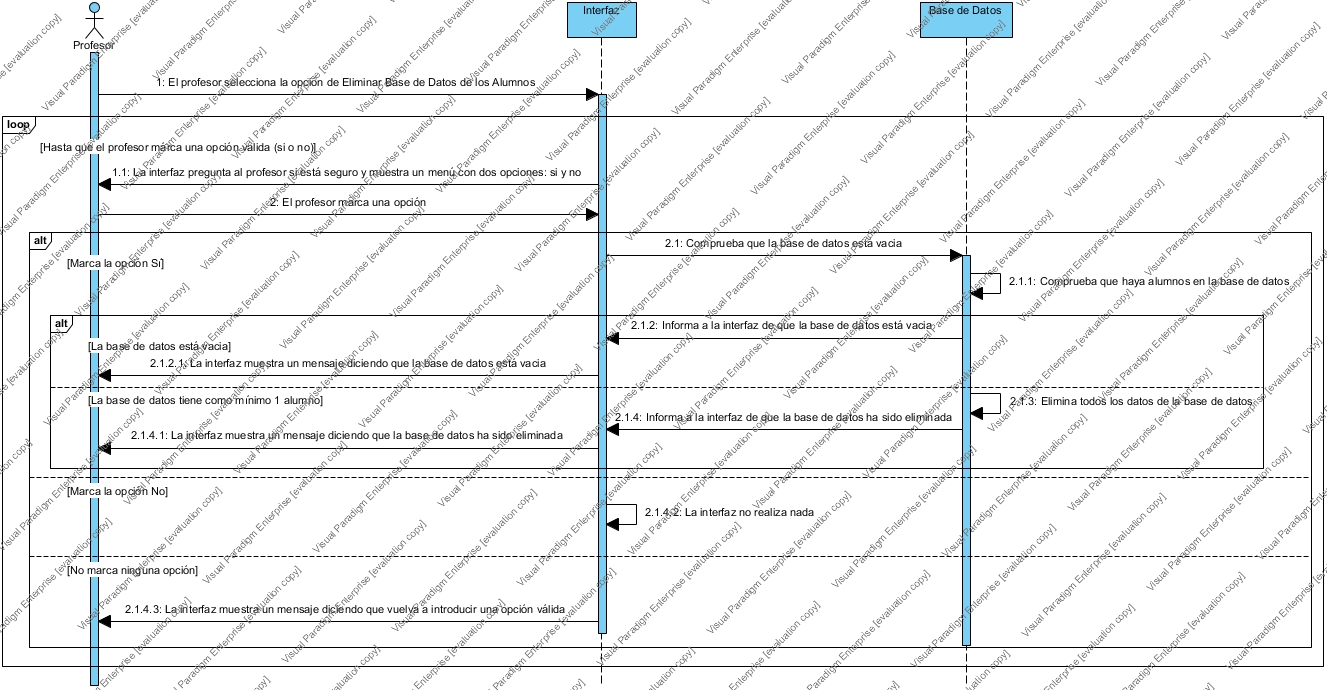 Profesor
Interfaz
Base de Datos
1: El profesor selecciona la opción de Eliminar Base de Datos de los Alumnos
loop
[Hasta que el profesor marca una opción válida (si o no)]
1.1: La interfaz pregunta al profesor si está seguro y muestra un menú con dos opciones: si y no
2: El profesor marca una opción
alt
2.1: Comprueba que la base de datos está vacia
[Marca la opción Sí]
2.1.1: Comprueba que haya alumnos en la base de datos
alt
2.1.2: Informa a la interfaz de que la base de datos está vacia
[La base de datos está vacia]
2.1.2.1: La interfaz muestra un mensaje diciendo que la base de datos está vacia
[La base de datos tiene como mínimo 1 alumno]
2.1.3: Elimina todos los datos de la base de datos
2.1.4: Informa a la interfaz de que la base de datos ha sido eliminada
2.1.4.1: La interfaz muestra un mensaje diciendo que la base de datos ha sido eliminada
[Marca la opción No]
2.1.4.2: La interfaz no realiza nada
[No marca ninguna opción]
2.1.4.3: La interfaz muestra un mensaje diciendo que vuelva a introducir una opción válida
Visual Paradigm Enterprise [evaluation copy]